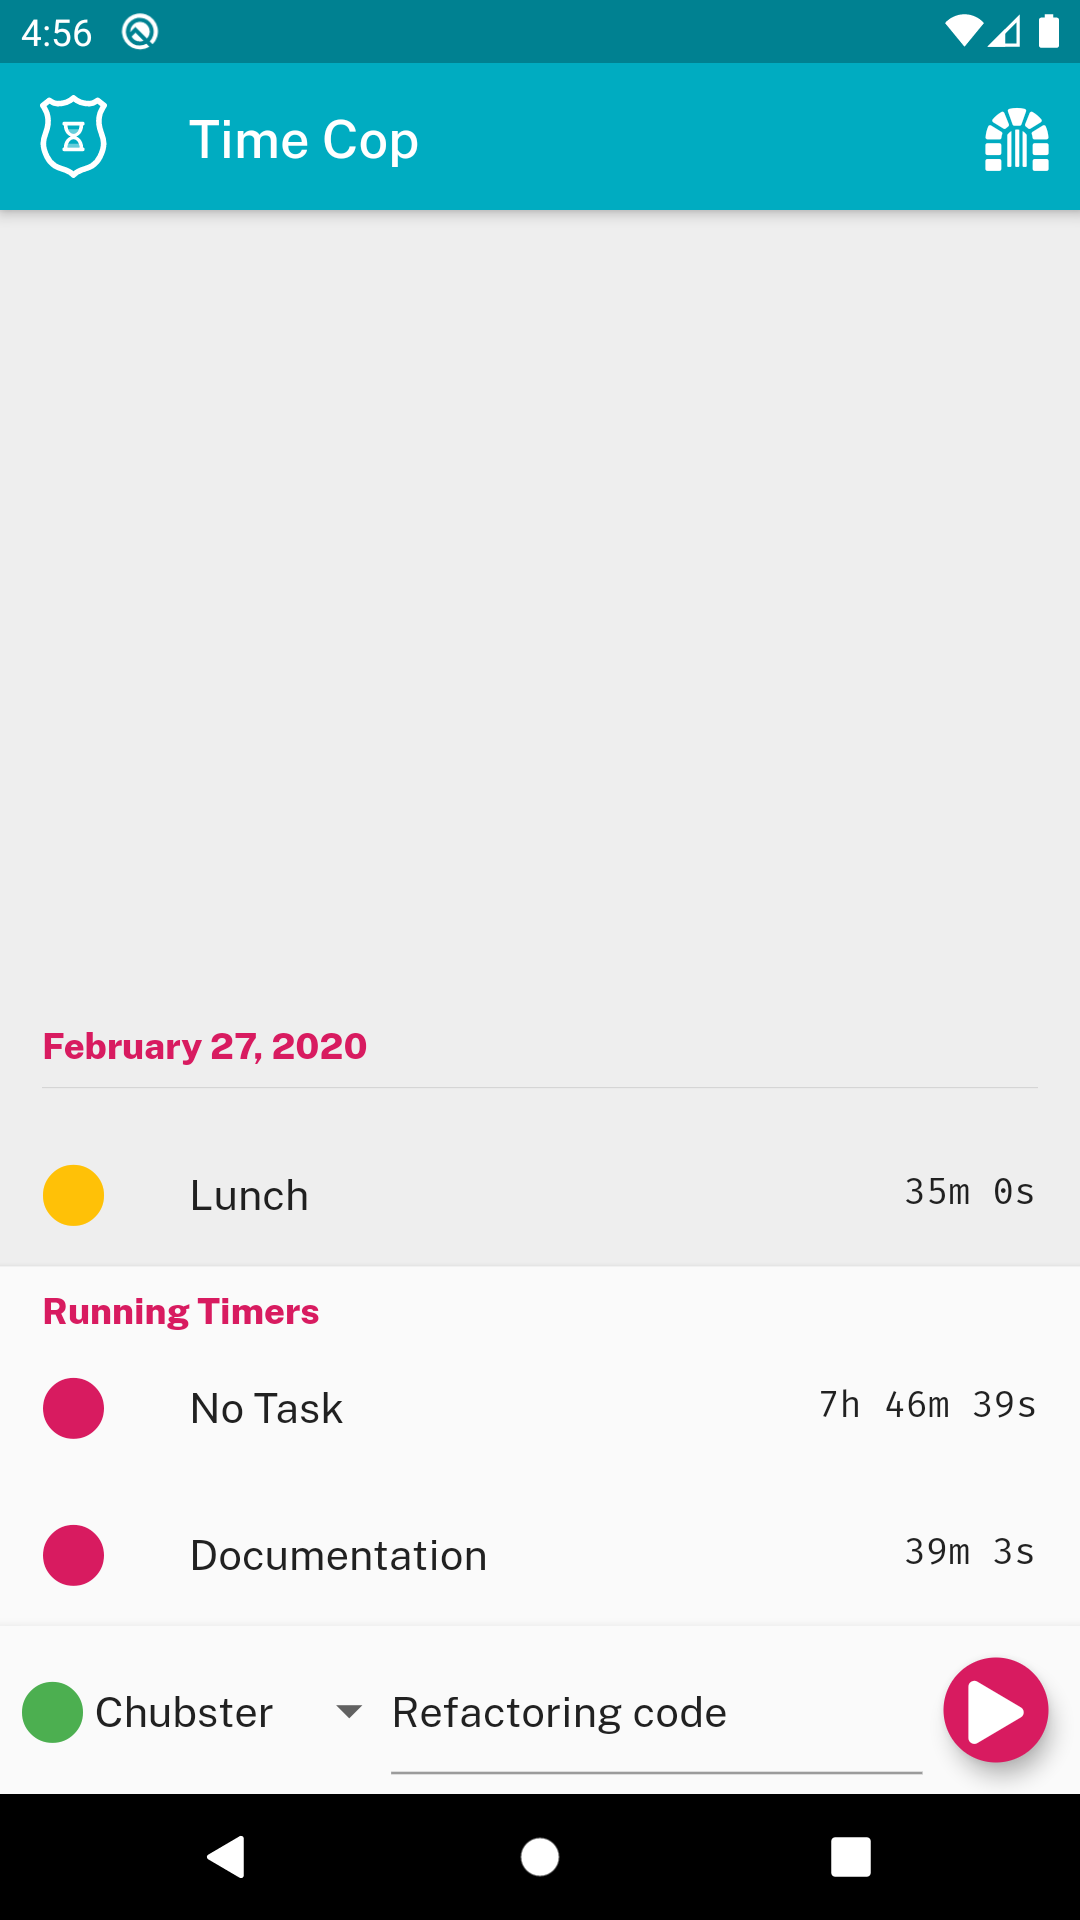 4:56
Time Cop
February 27, 2020
Lunch 35m 0s
Running Timers
No Task 7h 46m 39s
Documentation 39m 3s
Chubster Refactoring code